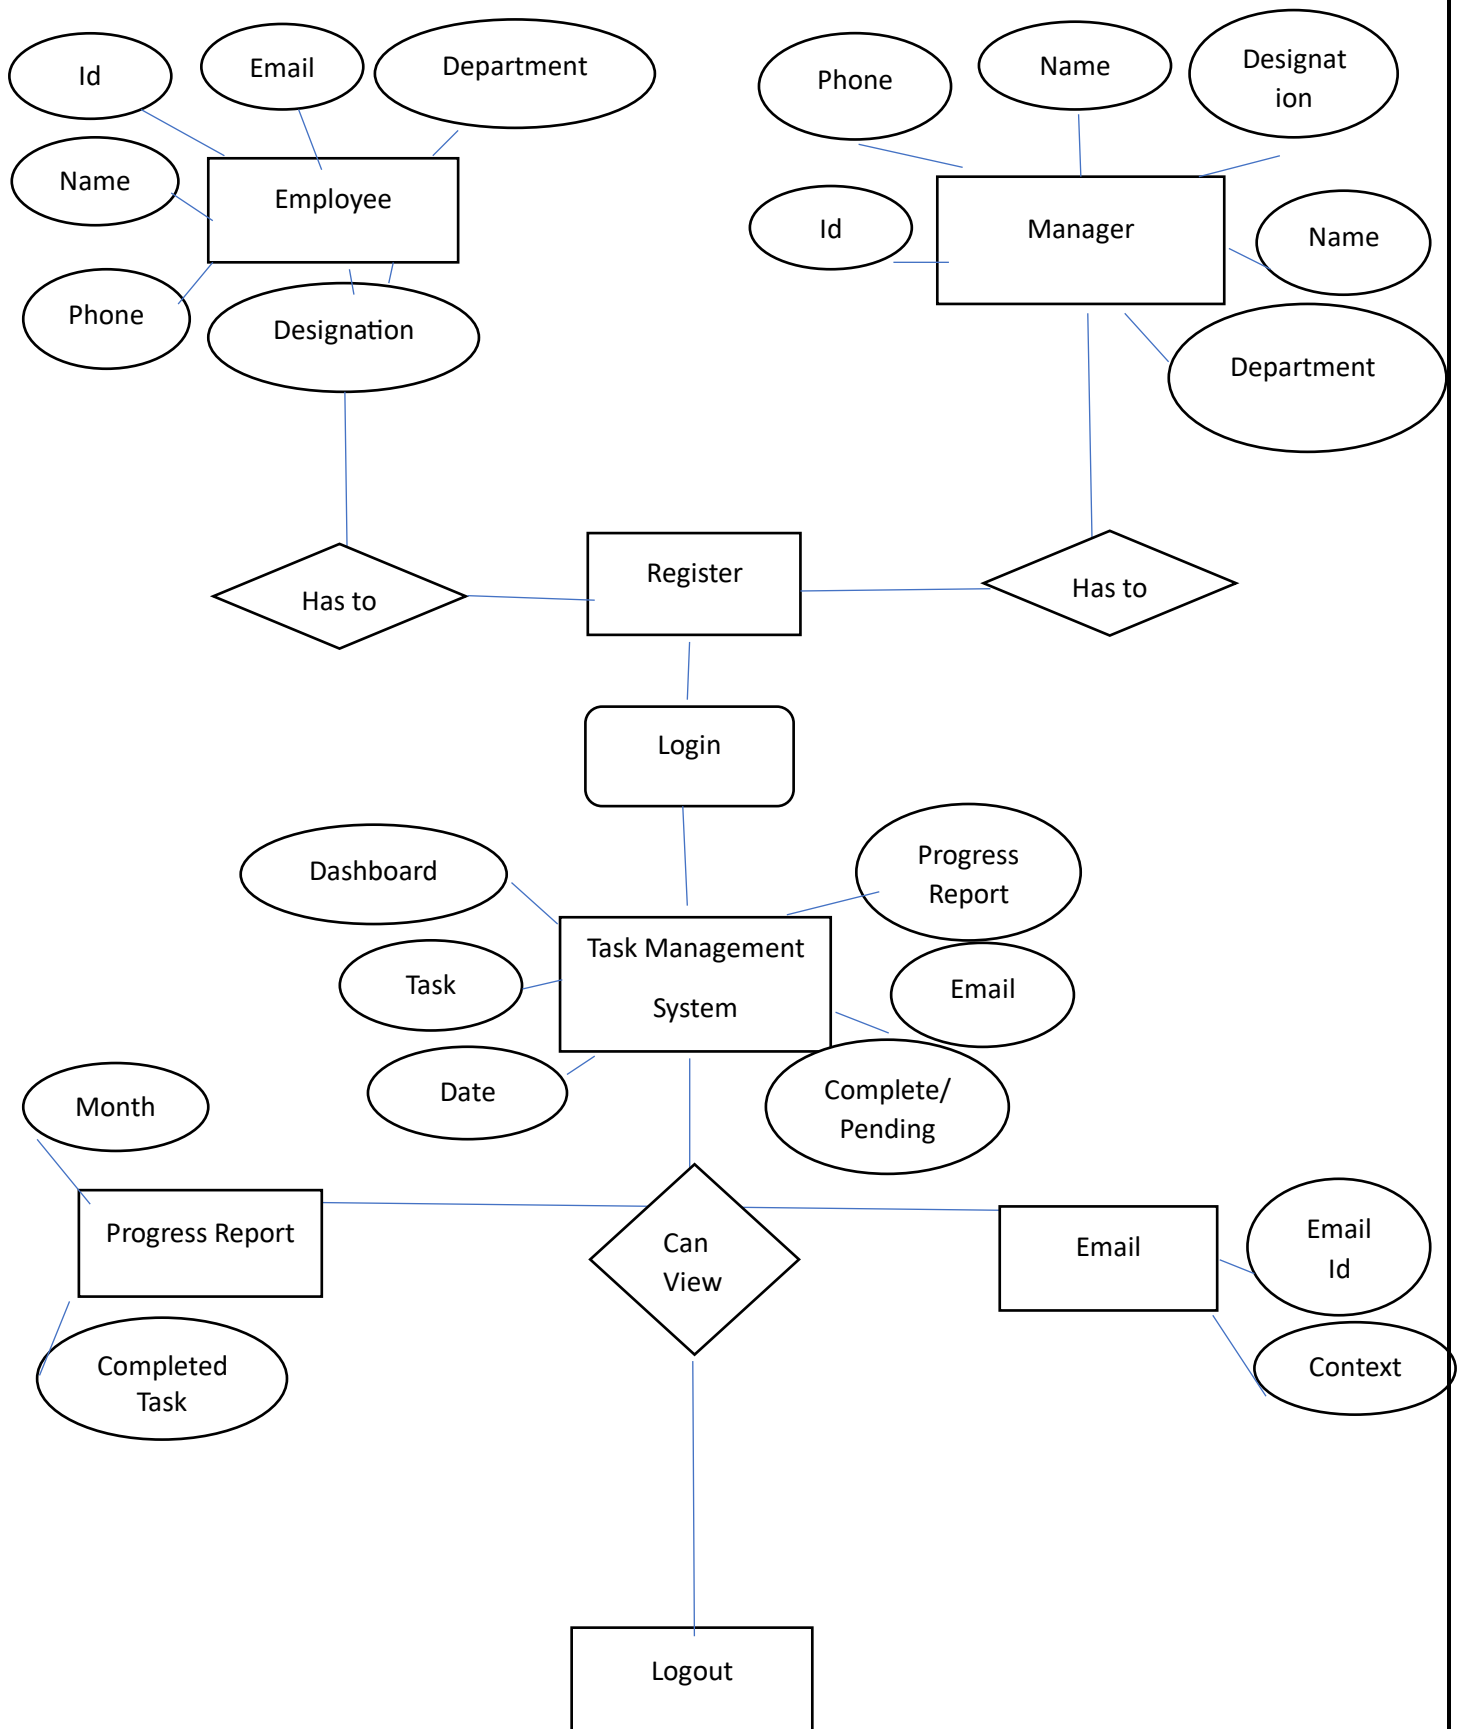 Id
Email
Department
Name
Employee
Phone
Designation
Phone
Name
Designat
ion
Id
Manager
Name
Department
Has to
Register
Has to
Login
Dashboard
Progress
Report
Task Management
System
Task
Email
Date
Complete/
Pending
Month
Progress Report
Can
View
Email
Email
Id
Completed
Task
Context
Logout